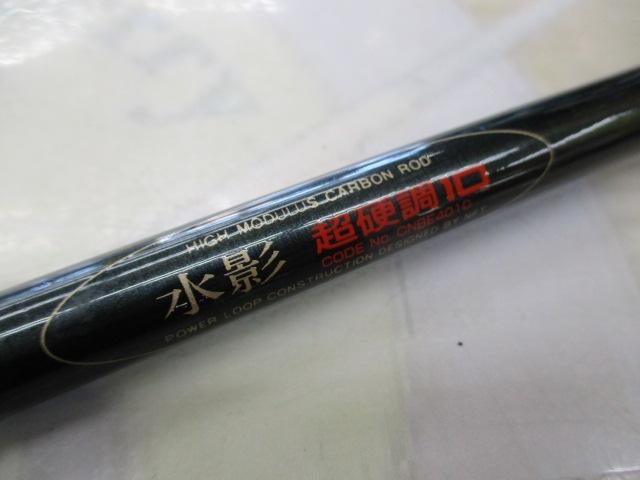 HIGH MODULUS CARBON ROD
水影 超硬調10
CODE No. CNBE4010
POWER LOOP CONSTRUCTION DESIGNED BY NFT